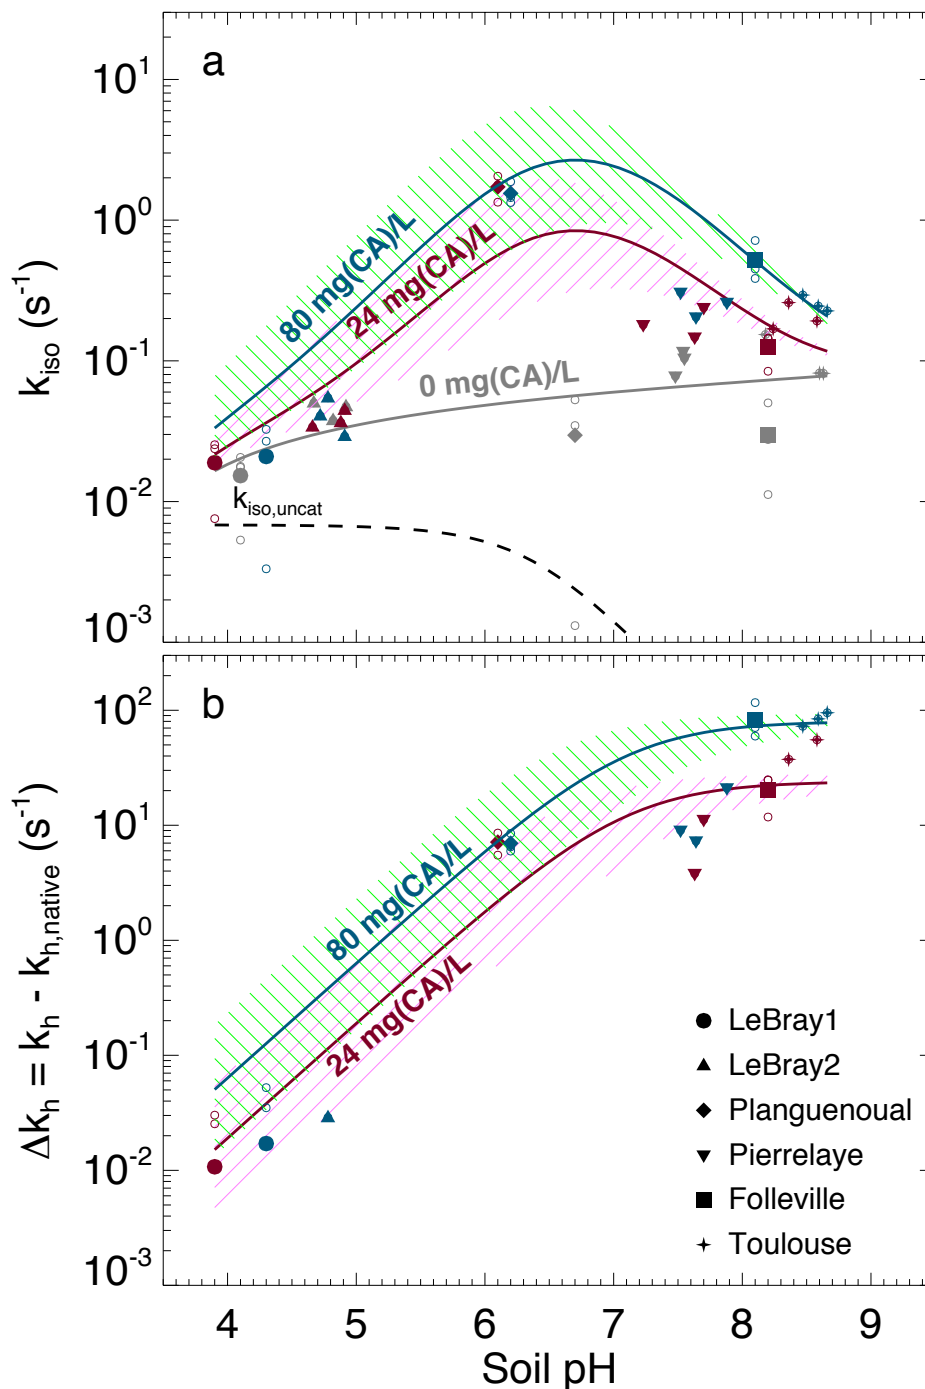 a
k_iso (s^-1)
10^1
10^0
10^-1
10^-2
10^-3
80 mg(CA)/L
24 mg(CA)/L
0 mg(CA)/L
k_iso,uncat
b
Δk_h = k_h - k_h,native (s^-1)
10^2
10^1
10^0
10^-1
10^-2
10^-3
80 mg(CA)/L
24 mg(CA)/L
LeBray1
LeBray2
Planguenoual
Pierrelaye
Folleville
Toulouse
4 5 6 7 8 9
Soil pH